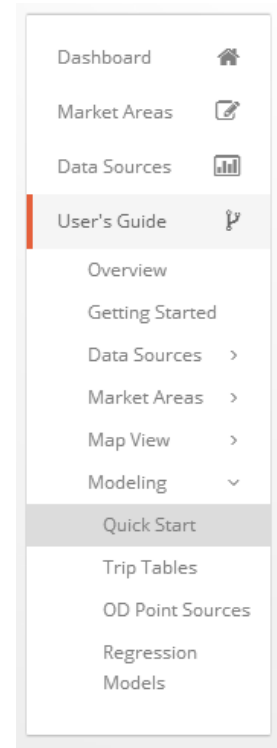 Dashboard
Market Areas
Data Sources
User's Guide
Overview
Getting Started
Data Sources
Market Areas
Map View
Modeling
Quick Start
Trip Tables
OD Point Sources
Regression
Models